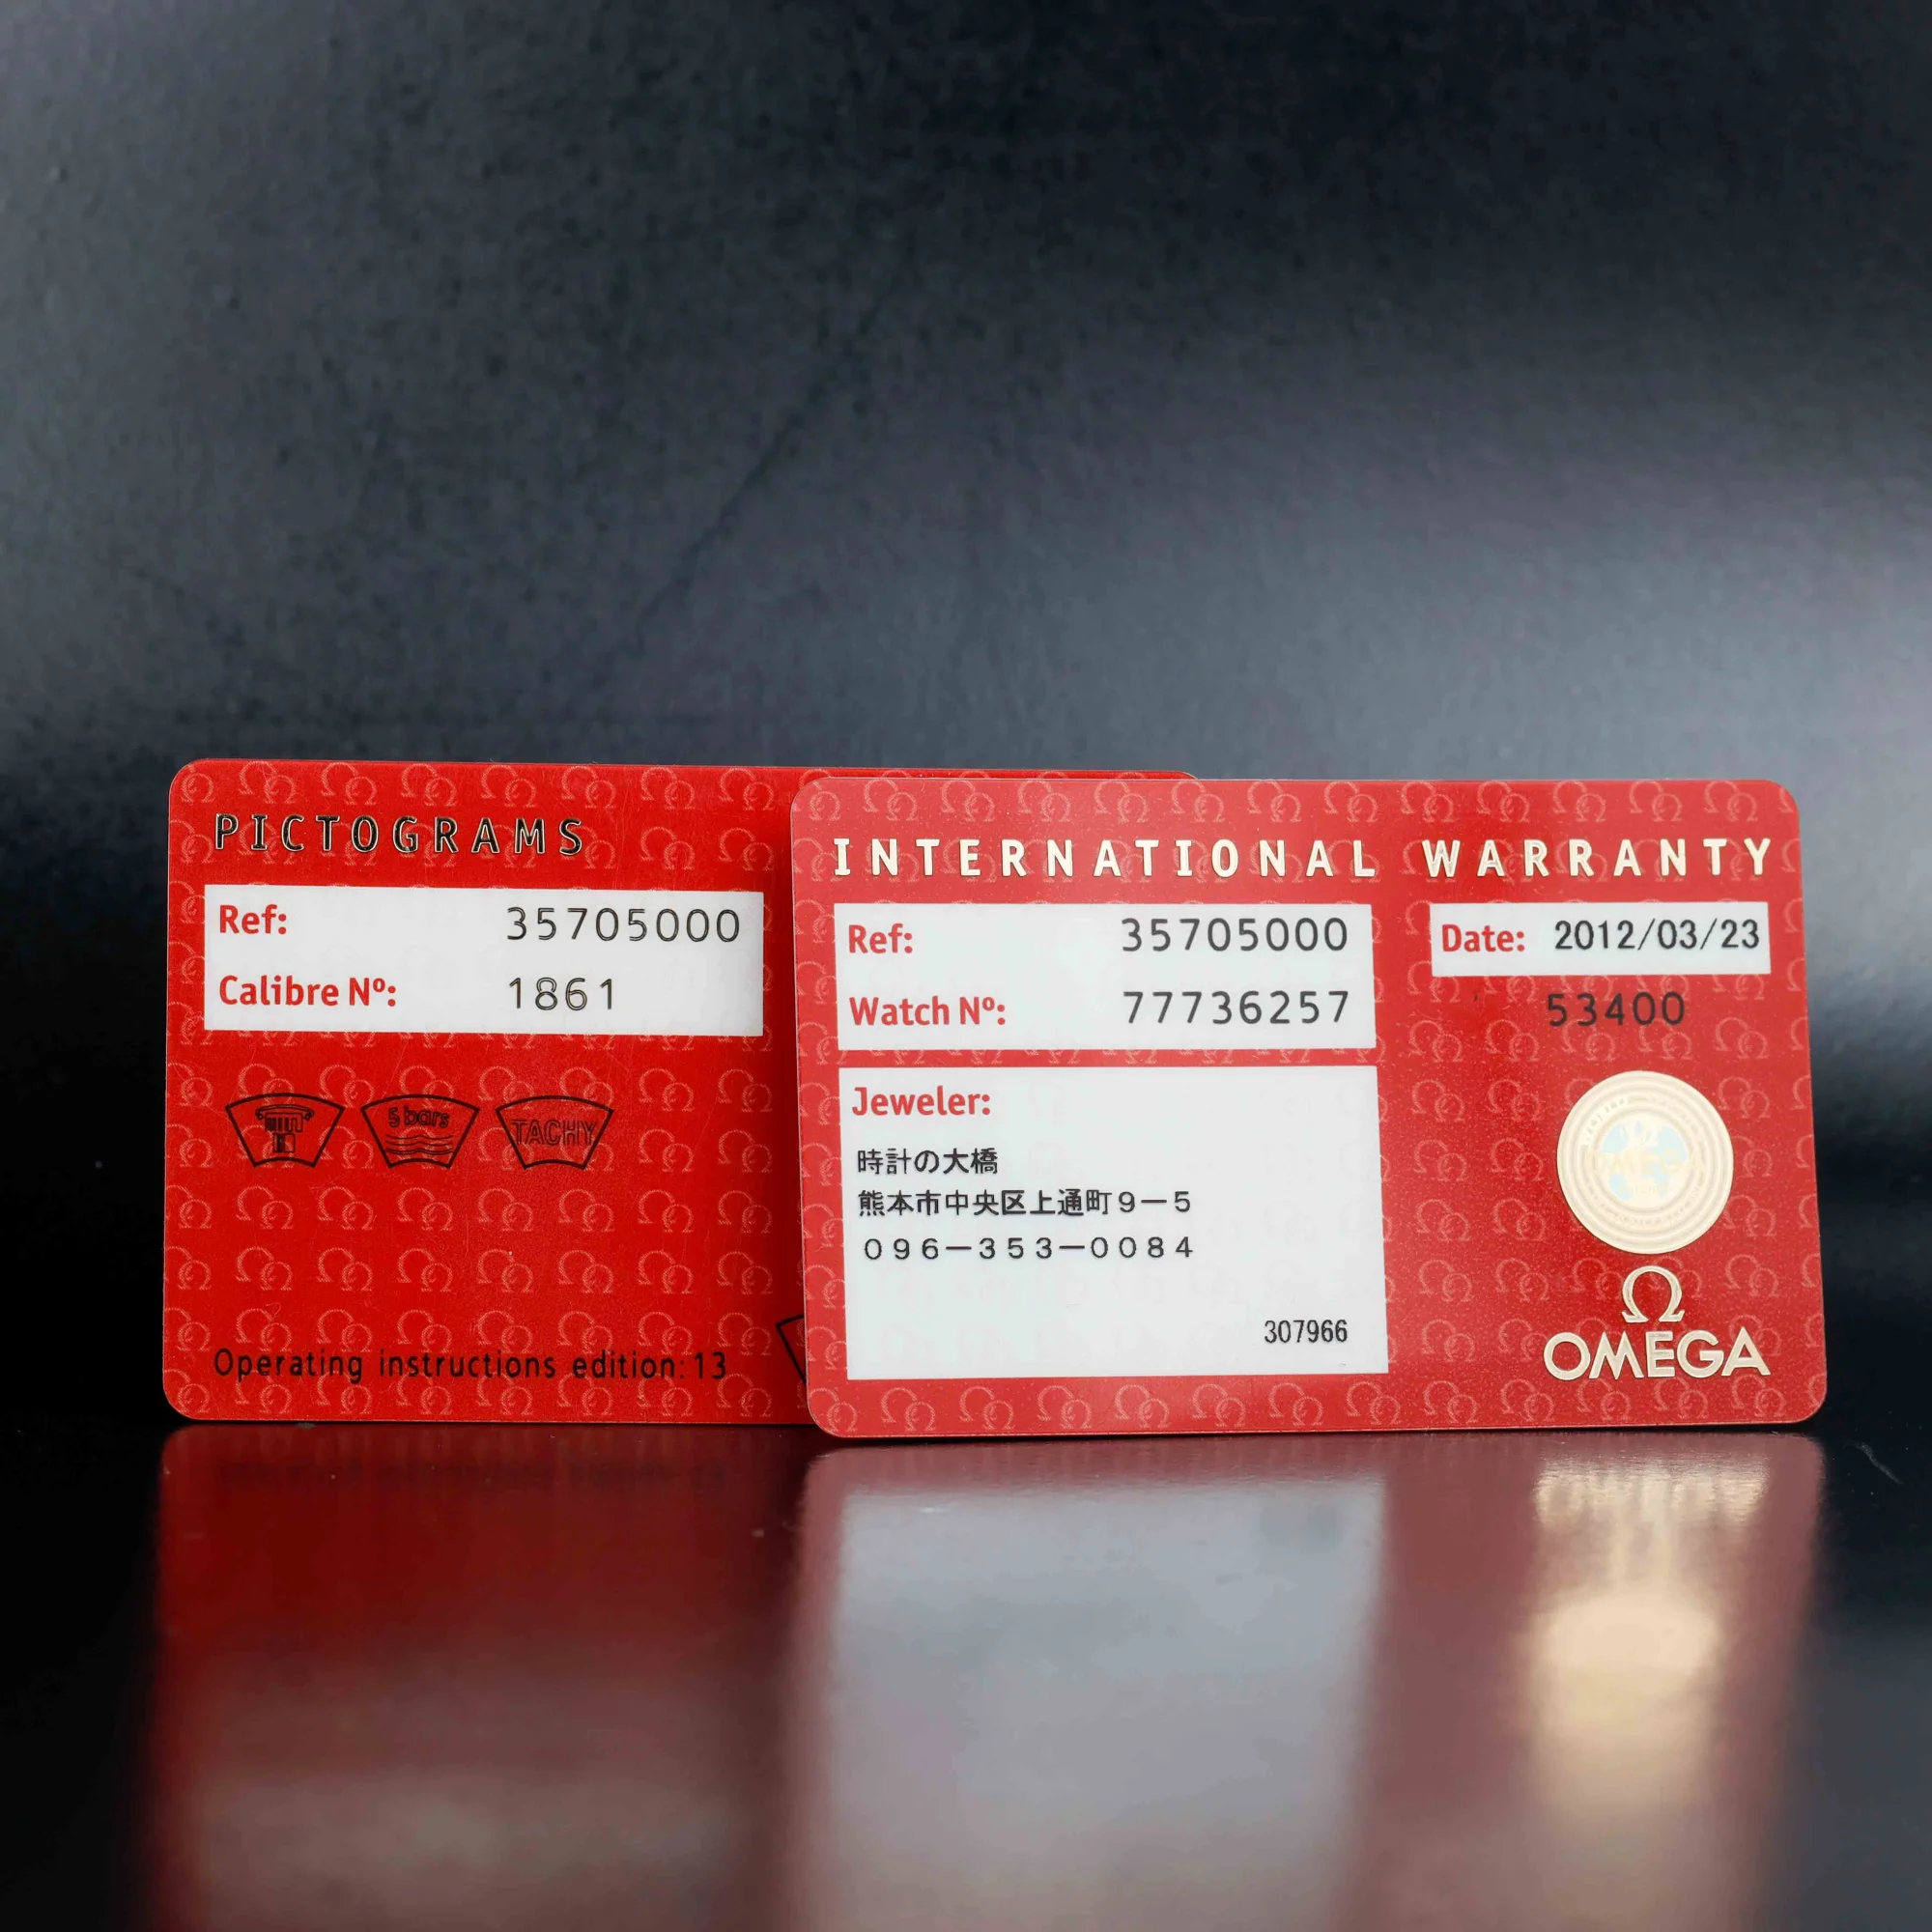 PICTOGRAMS
Ref: 35705000
Calibre Nº: 1861
5 bars
TACHY
Operating instructions edition: 13
INTERNATIONAL WARRANTY
Ref: 35705000
Date: 2012/03/23
Watch Nº: 77736257
53400
Jeweler:
時計の大橋
熊本市中央区上通町9－5
096－353－0084
307966
Ω
OMEGA